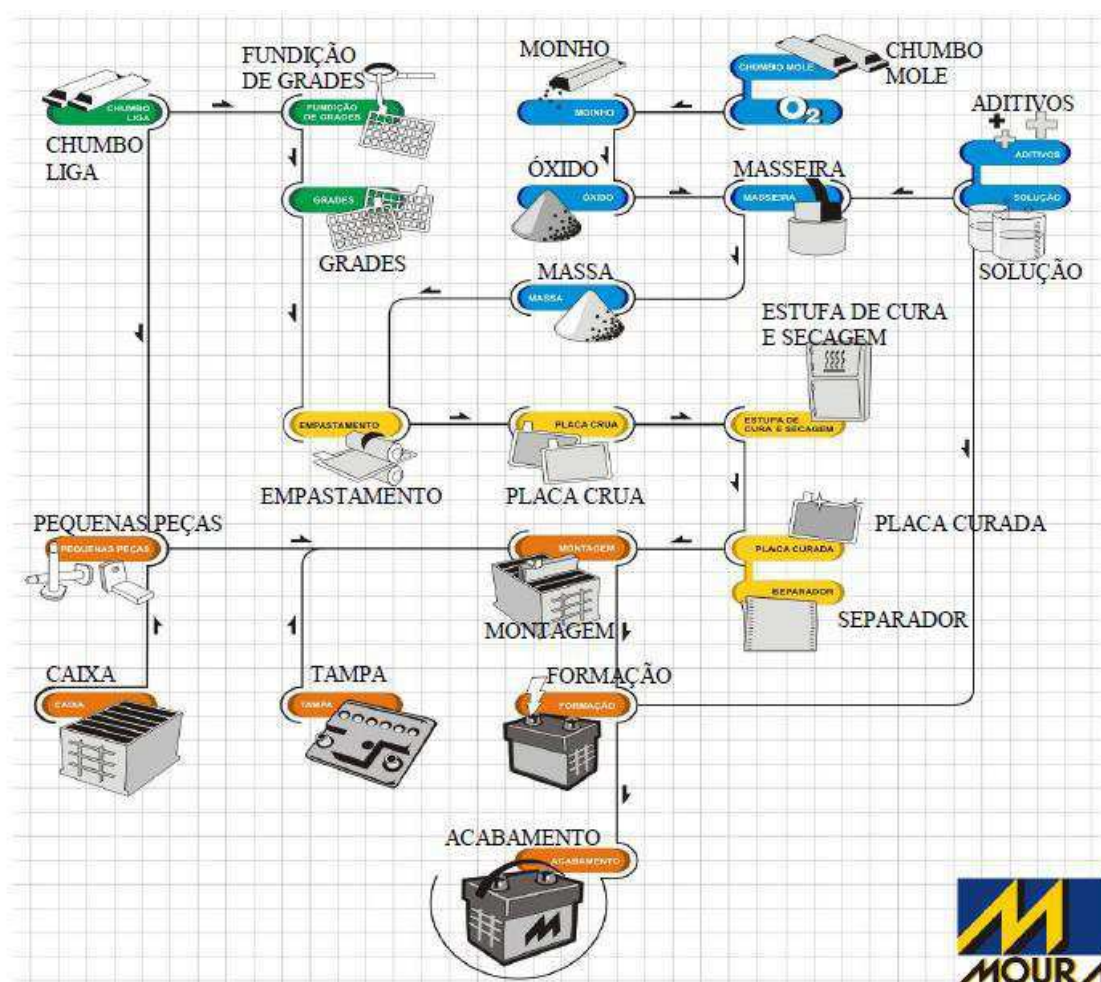 FUNDIÇÃO
DE GRADES
MOINHO
CHUMBO
MOLE
CHUMBO MOLE
CHUMBO
LIGA
FUNDIÇÃO
DE GRADES
MOINHO
O2
ADITIVOS
CHUMBO
LIGA
ADITIVOS
ÓXIDO
MASSEIRA
GRADES
ÓXIDO
MASSEIRA
SOLUÇÃO
GRADES
MASSA
SOLUÇÃO
MASSA
ESTUFA DE CURA
E SECAGEM
EMPASTAMENTO
PLACA CRUA
ESTUFA DE
CURA E SECAGEM
EMPASTAMENTO
PLACA CRUA
PEQUENAS PEÇAS
PLACA CURADA
PEQUENAS PEÇAS
MONTAGEM
PLACA CURADA
SEPARADOR
SEPARADOR
MONTAGEM
CAIXA
TAMPA
FORMAÇÃO
CAIXA
TAMPA
FORMAÇÃO
ACABAMENTO
ACABAMENTO
MOURA